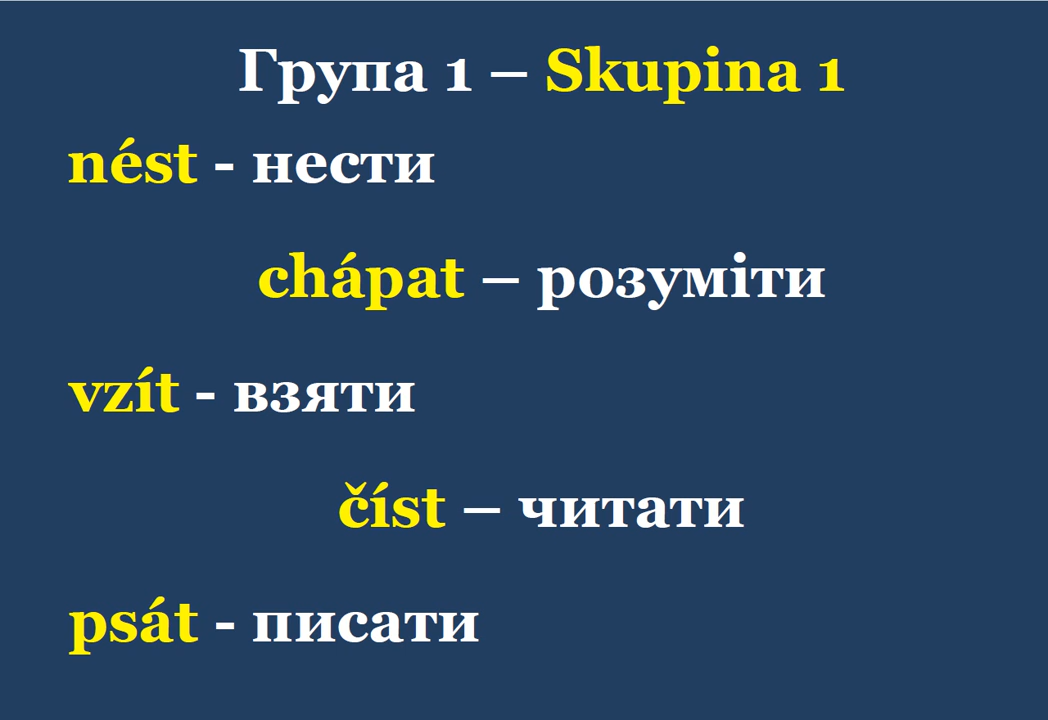 Група 1 – Skupina 1
nést - нести
chápat – розуміти
vzít - взяти
číst – читати
psát - писати